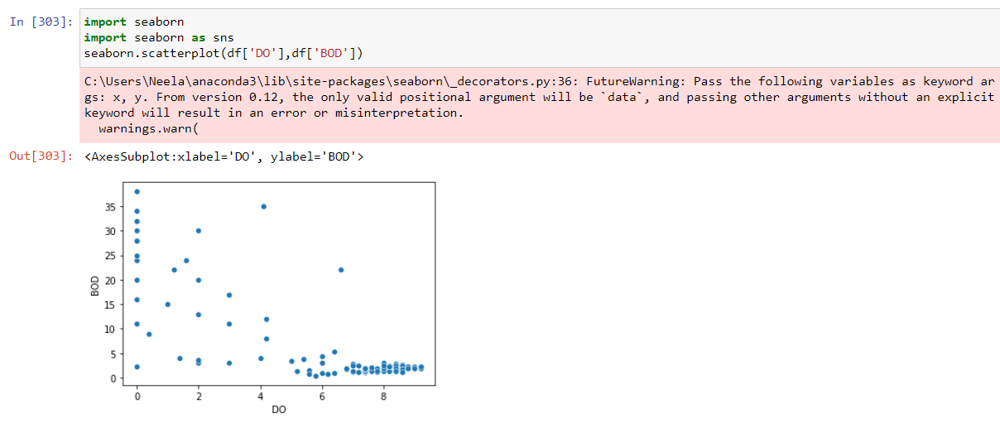 In [303]: import seaborn
import seaborn as sns
seaborn.scatterplot(df['DO'],df['BOD'])
C:\Users\Neela\anaconda3\lib\site-packages\seaborn\_decorators.py:36: FutureWarning: Pass the following variables as keyword ar
gs: x, y. From version 0.12, the only valid positional argument will be `data`, and passing other arguments without an explicit
keyword will result in an error or misinterpretation.
warnings.warn(
Out[303]: <AxesSubplot:xlabel='DO', ylabel='BOD'>
35
30
25
20
15
10
5
0
BOD
0 2 4 6 8
DO